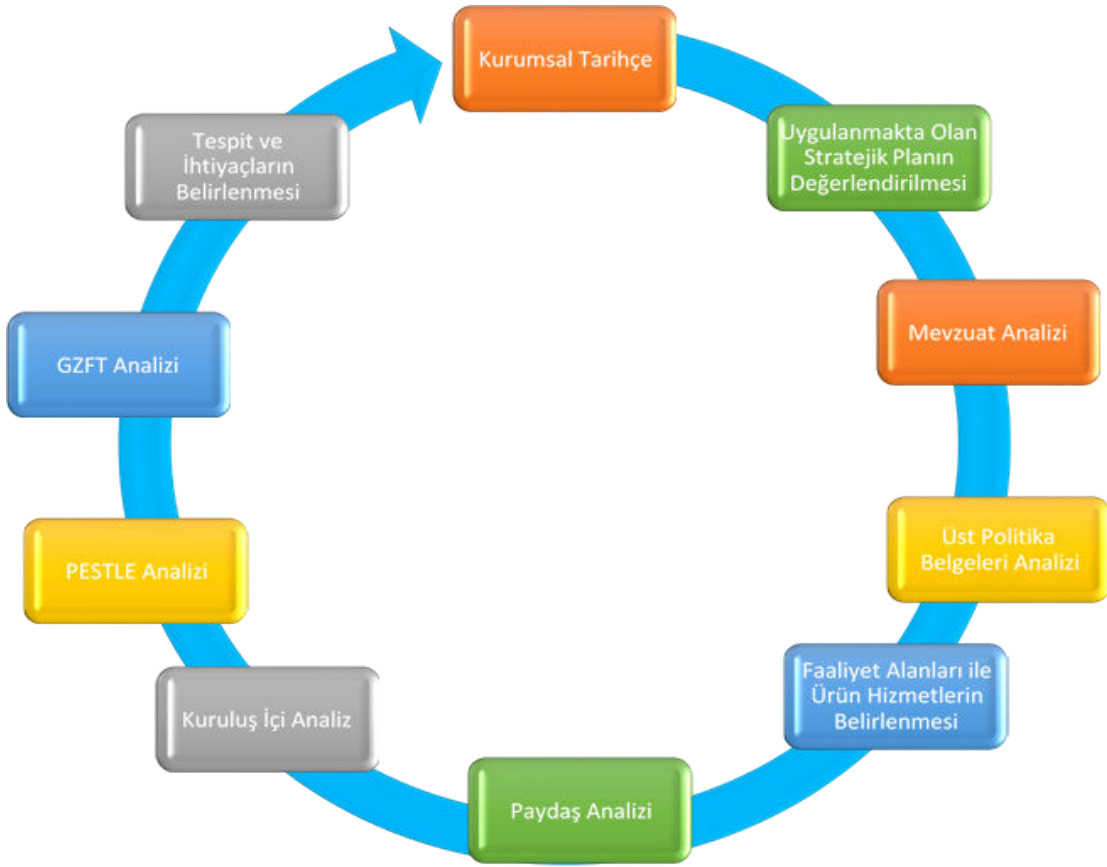 Kurumsal Tarihçe
Uygulanmakta Olan
Stratejik Planın
Değerlendirilmesi
Mevzuat Analizi
Üst Politika
Belgeleri Analizi
Faaliyet Alanları ile
Ürün Hizmetlerin
Belirlenmesi
Paydaş Analizi
Kuruluş İçi Analiz
PESTLE Analizi
GZFT Analizi
Tespit ve
İhtiyaçların
Belirlenmesi